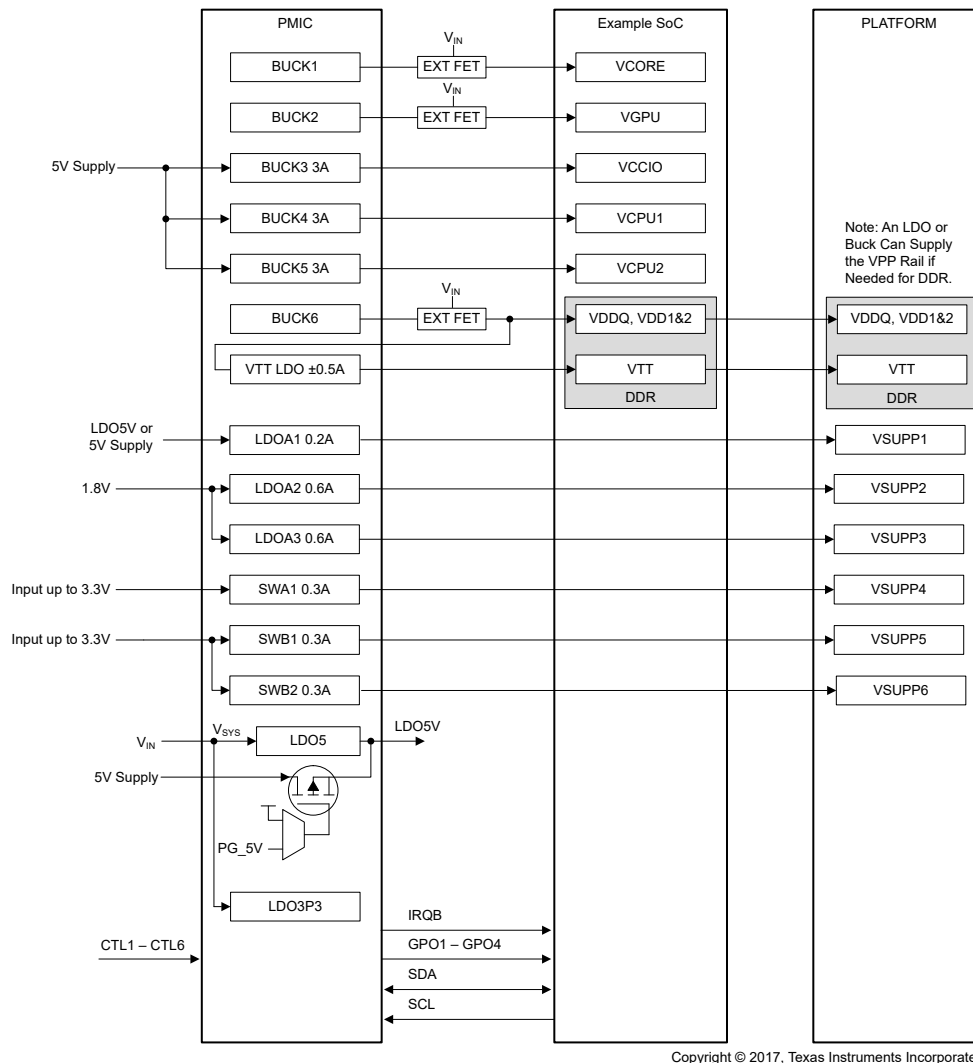 PMIC
Example SoC
PLATFORM
VIN
BUCK1
EXT FET
VCORE
VIN
BUCK2
EXT FET
VGPU
5V Supply
BUCK3 3A
VCCIO
BUCK4 3A
VCPU1
Note: An LDO or
Buck Can Supply
the VPP Rail if
Needed for DDR.
BUCK5 3A
VCPU2
VIN
BUCK6
EXT FET
VDDQ, VDD1&2
VDDQ, VDD1&2
VTT LDO ±0.5A
VTT
VTT
DDR
DDR
LDO5V or
5V Supply
LDOA1 0.2A
VSUPP1
1.8V
LDOA2 0.6A
VSUPP2
LDOA3 0.6A
VSUPP3
Input up to 3.3V
SWA1 0.3A
VSUPP4
Input up to 3.3V
SWB1 0.3A
VSUPP5
SWB2 0.3A
VSUPP6
VIN
VSYS
LDO5
LDO5V
5V Supply
PG_5V
LDO3P3
IRQB
CTL1 – CTL6
GPO1 – GPO4
SDA
SCL
Copyright © 2017, Texas Instruments Incorporate